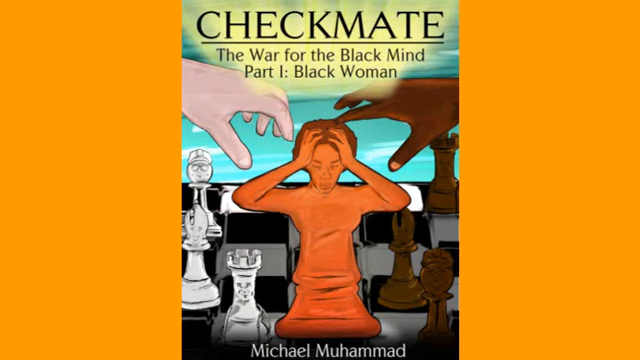 CHECKMATE
The War for the Black Mind
Part I: Black Woman
Michael Muhammad